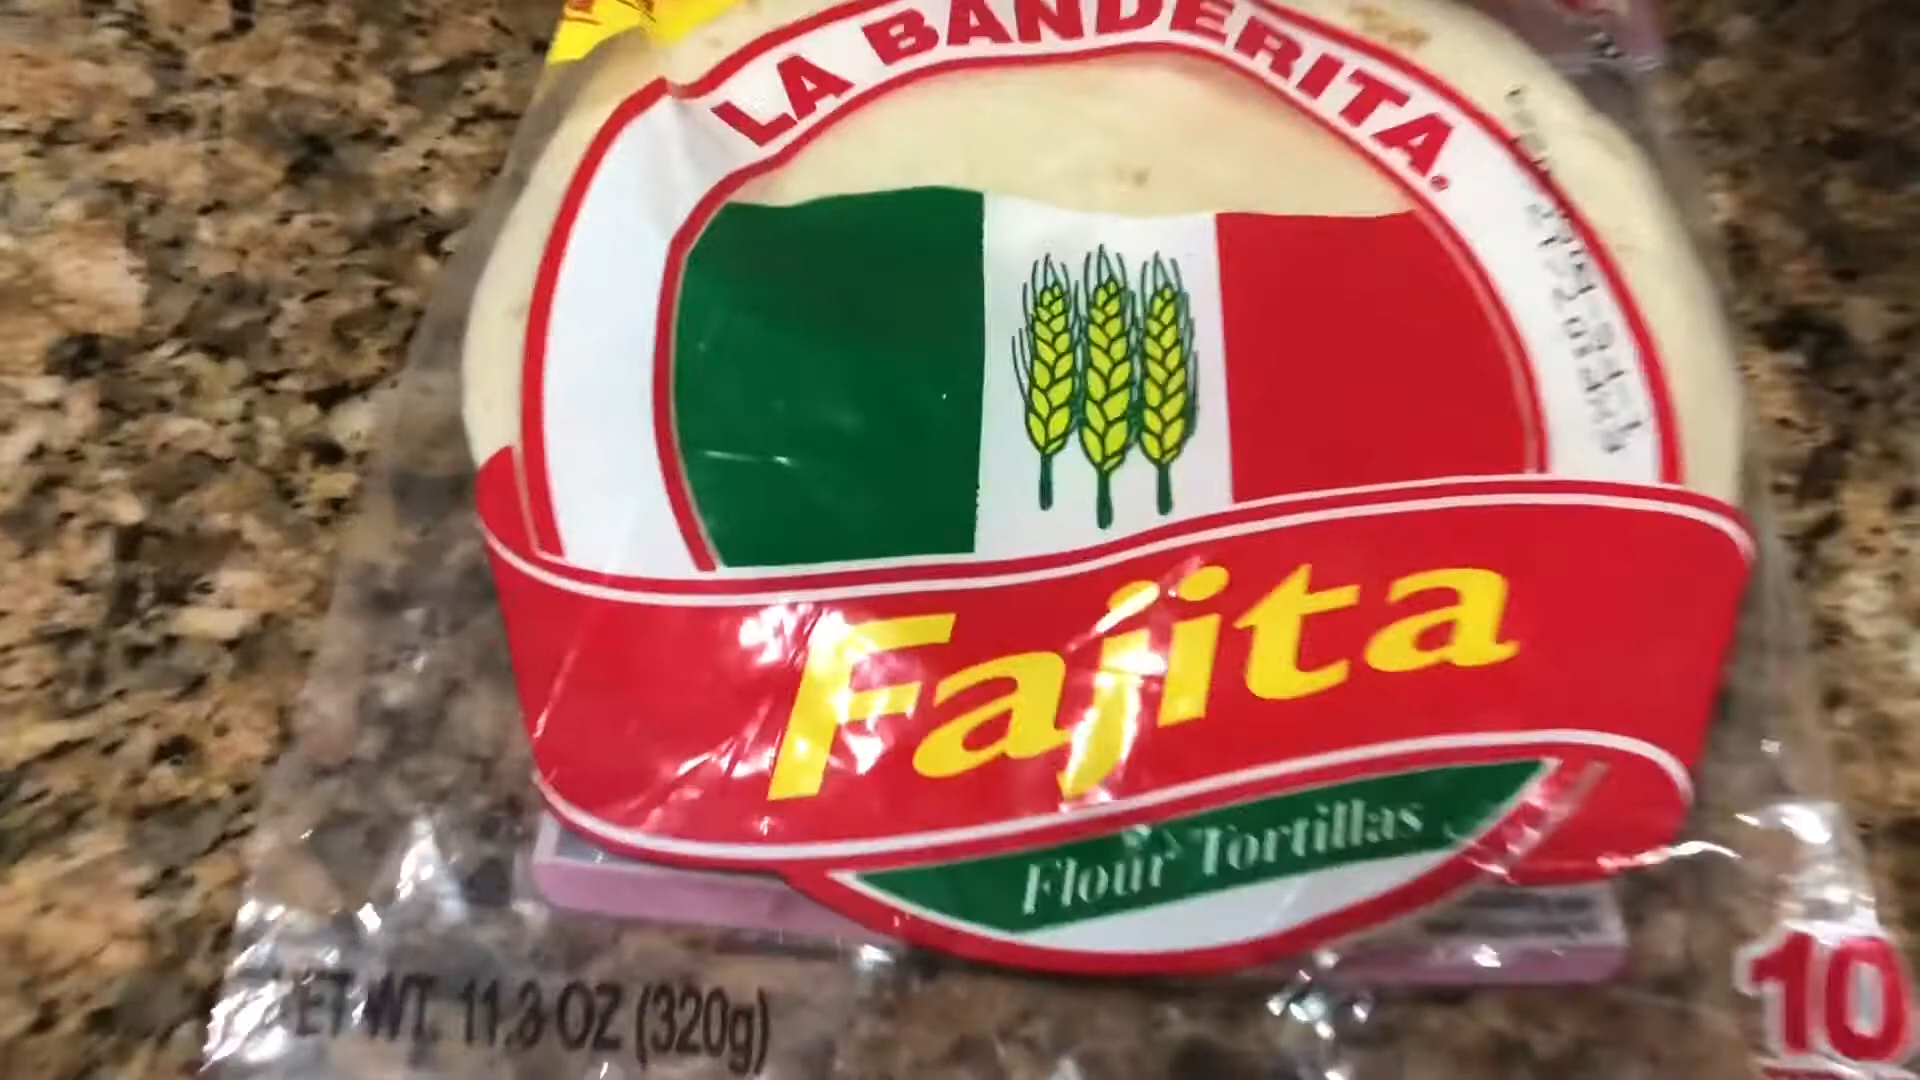 LA BANDERITA.
Fajita
Flour Tortillas
NET WT. 11.3 OZ (320g)
10